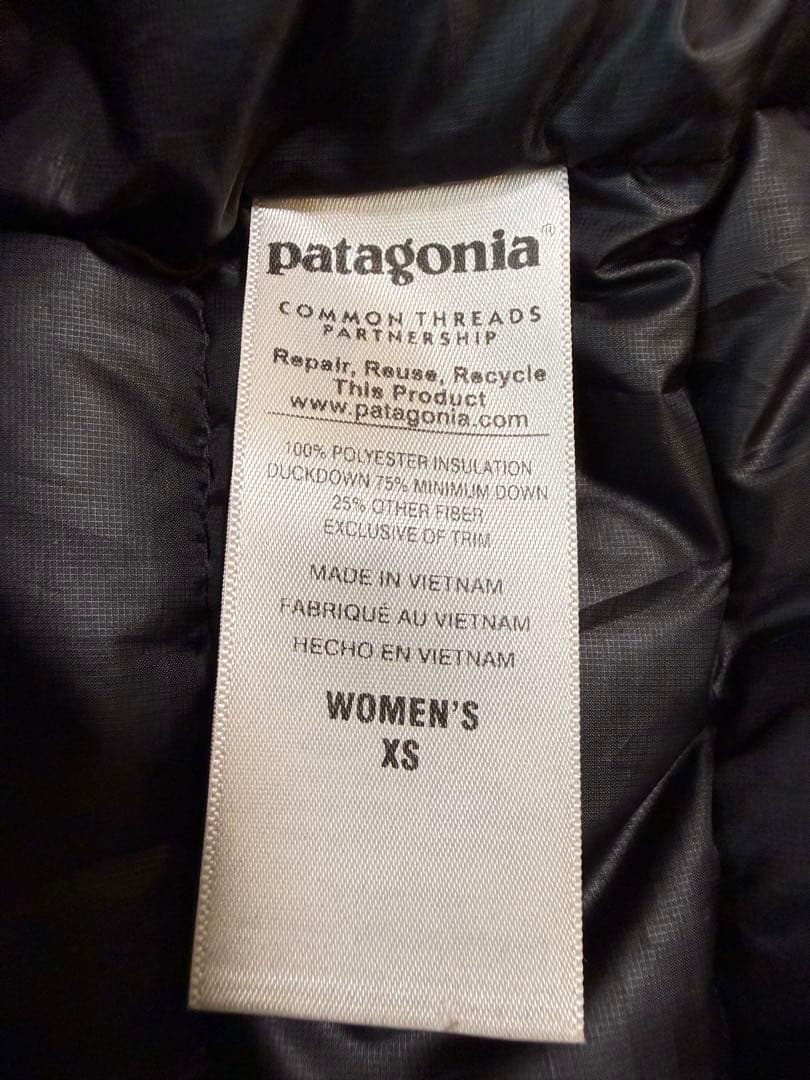 patagonia®
COMMON THREADS
PARTNERSHIP
Repair, Reuse, Recycle
This Product
www.patagonia.com
100% POLYESTER INSULATION
DUCKDOWN 75% MINIMUM DOWN
25% OTHER FIBER
EXCLUSIVE OF TRIM
MADE IN VIETNAM
FABRIQUÉ AU VIETNAM
HECHO EN VIETNAM
WOMEN'S
XS